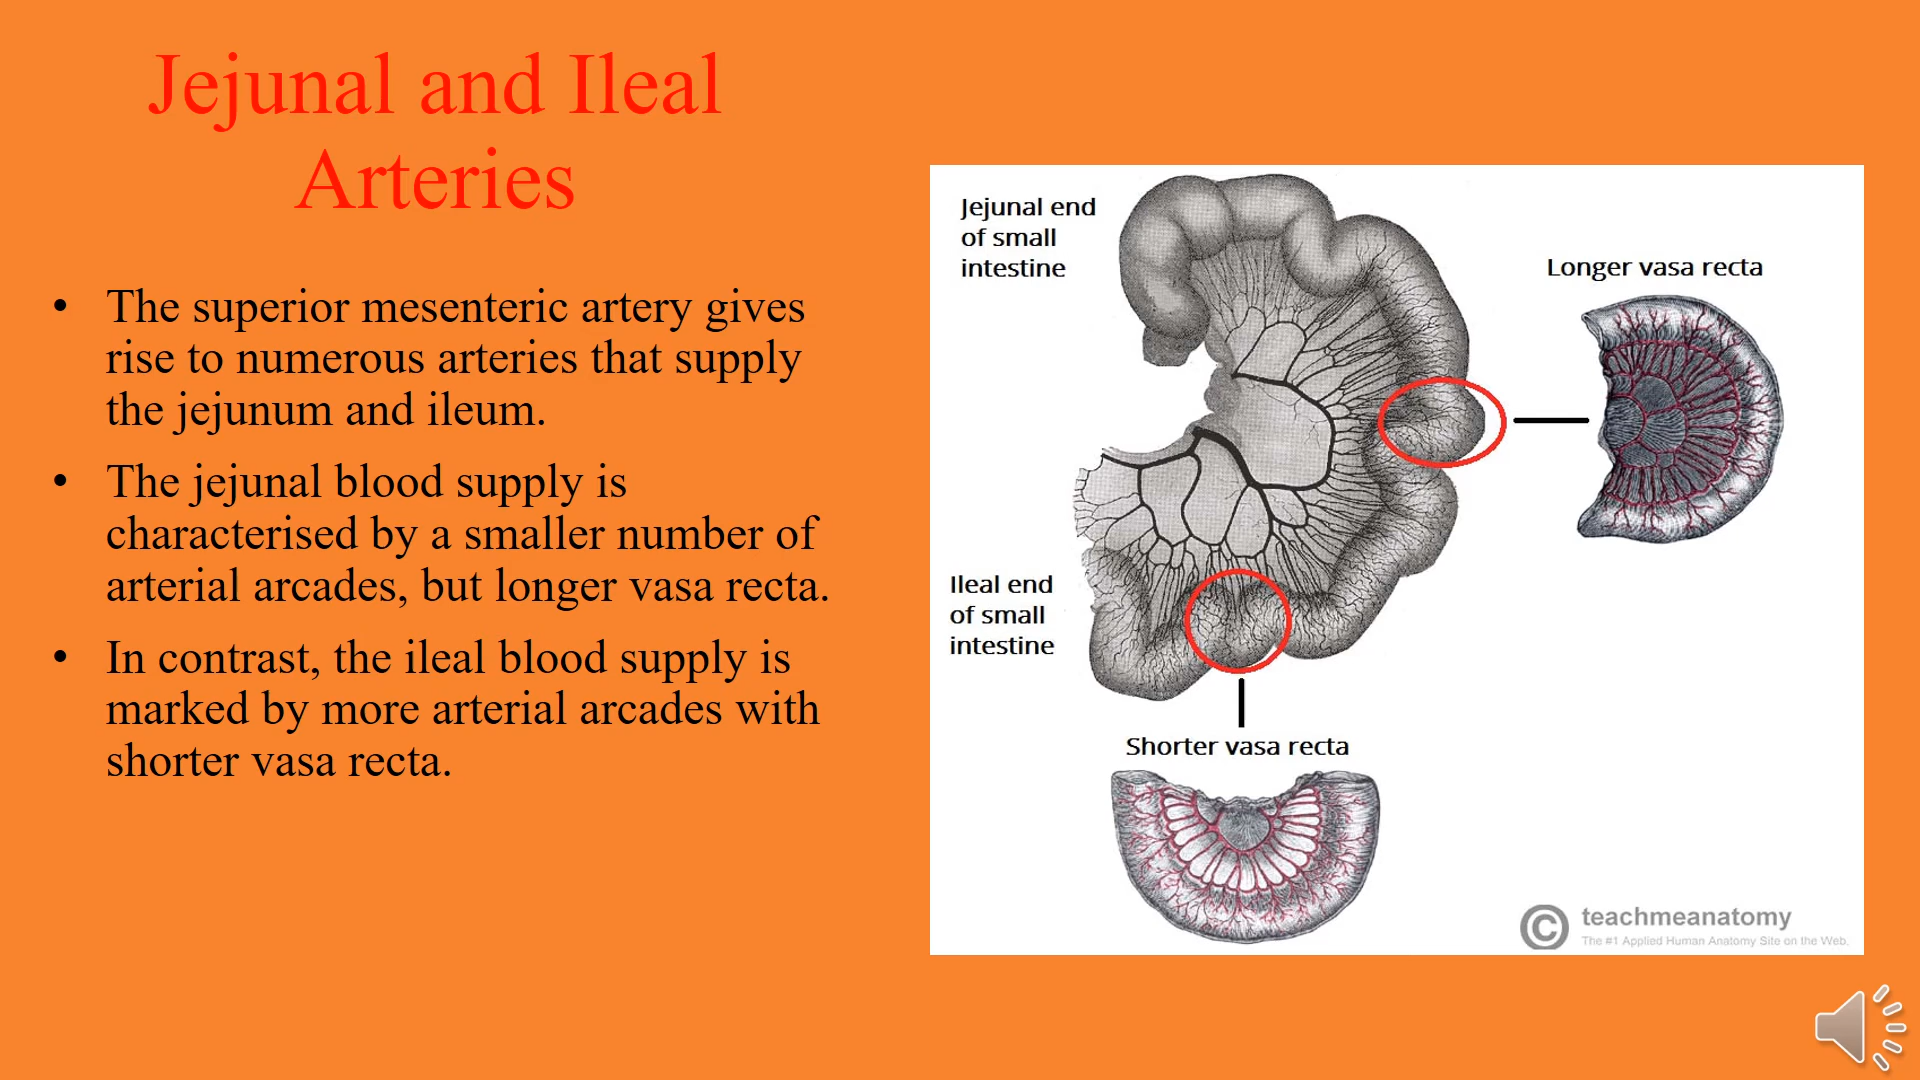 Jejunal and Ileal
Arteries
• The superior mesenteric artery gives
rise to numerous arteries that supply
the jejunum and ileum.
• The jejunal blood supply is
characterised by a smaller number of
arterial arcades, but longer vasa recta.
• In contrast, the ileal blood supply is
marked by more arterial arcades with
shorter vasa recta.
Jejunal end
of small
intestine
Longer vasa recta
Ileal end
of small
intestine
Shorter vasa recta
© teachmeanatomy
The #1 Applied Human Anatomy Site on the Web.